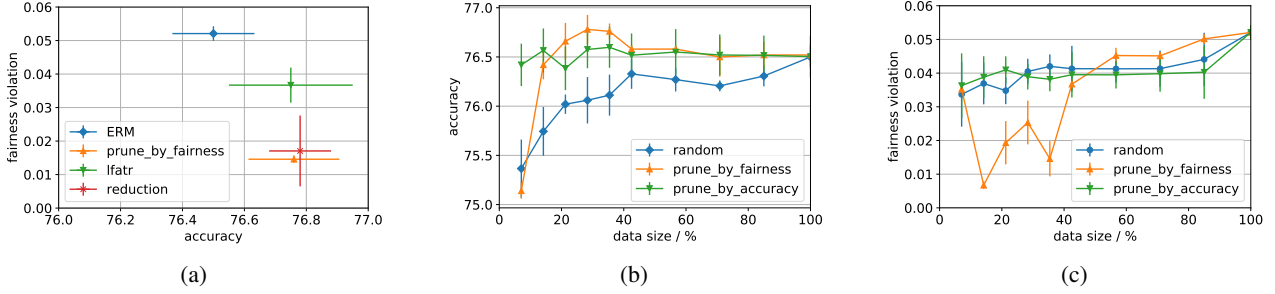 0.06
0.05
0.04
0.03
0.02
0.01
0.00
fairness violation
ERM
prune_by_fairness
lfatr
reduction
76.0 76.2 76.4 76.6 76.8 77.0
accuracy
(a)
77.0
76.5
76.0
75.5
75.0
accuracy
random
prune_by_fairness
prune_by_accuracy
0 20 40 60 80 100
data size / %
(b)
0.06
0.05
0.04
0.03
0.02
0.01
0.00
fairness violation
random
prune_by_fairness
prune_by_accuracy
0 20 40 60 80 100
data size / %
(c)